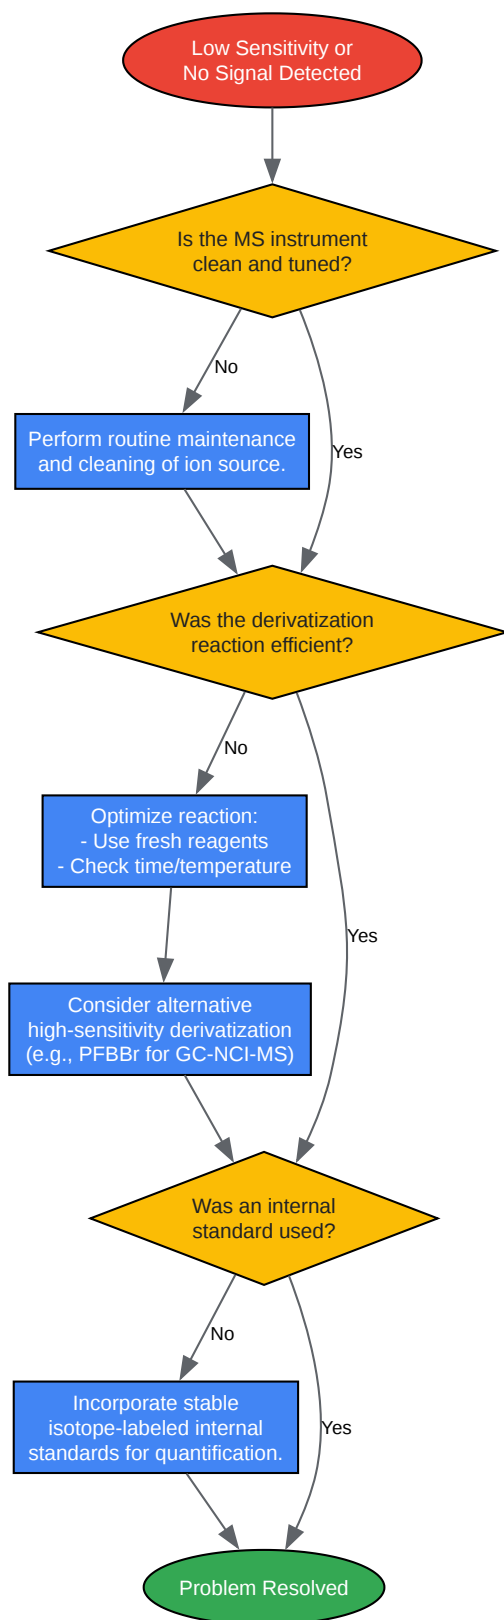 Low Sensitivity or
No Signal Detected
Is the MS instrument
clean and tuned?
No
Yes
Perform routine maintenance
and cleaning of ion source.
Was the derivatization
reaction efficient?
No
Optimize reaction:
- Use fresh reagents
- Check time/temperature
Yes
Consider alternative
high-sensitivity derivatization
(e.g., PFBBr for GC-NCI-MS)
Was an internal
standard used?
No
Incorporate stable
isotope-labeled internal
standards for quantification.
Yes
Problem Resolved